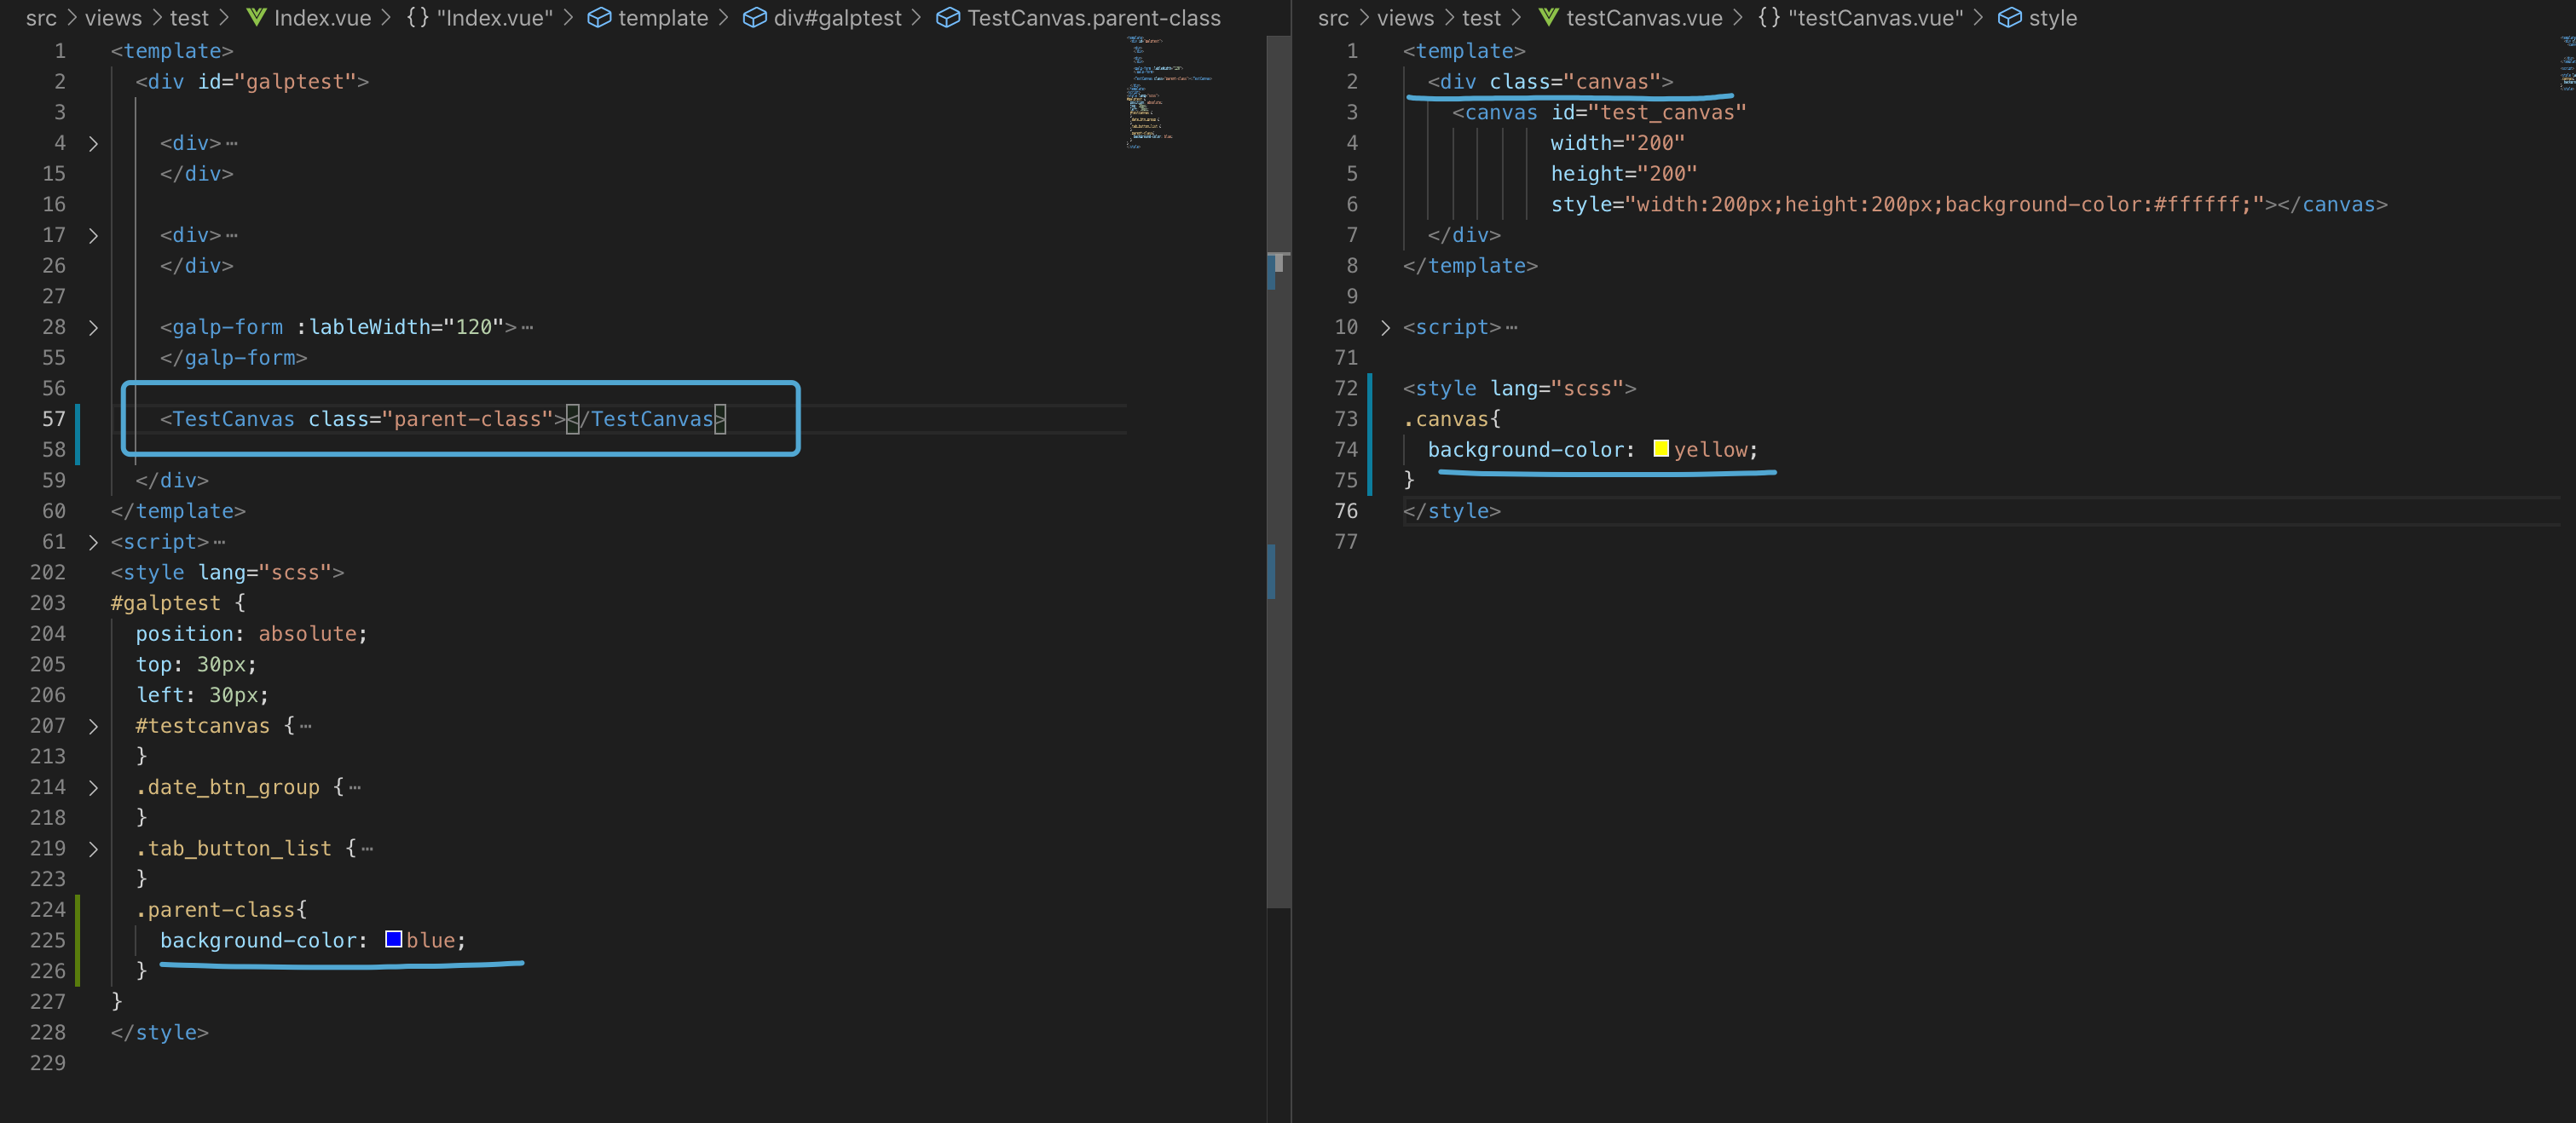 src > views > test > Index.vue > {} "Index.vue" > template > div#galptest > TestCanvas.parent-class
1 <template>
2 <div id="galptest">
3
4 > <div>⋯
15 </div>
16
17 > <div>⋯
26 </div>
27
28 > <galp-form :lableWidth="120">⋯
55 </galp-form>
56
57 <TestCanvas class="parent-class"></TestCanvas>
58
59 </div>
60 </template>
61 > <script>⋯
202 <style lang="scss">
203 #galptest {
204 position: absolute;
205 top: 30px;
206 left: 30px;
207 > #testcanvas {⋯
213 }
214 > .date_btn_group {⋯
218 }
219 > .tab_button_list {⋯
223 }
224 .parent-class{
225 background-color: blue;
226 }
227 }
228 </style>
229
src > views > test > testCanvas.vue > {} "testCanvas.vue" > style
1 <template>
2 <div class="canvas">
3 <canvas id="test_canvas"
4 width="200"
5 height="200"
6 style="width:200px;height:200px;background-color:#ffffff;"></canvas>
7 </div>
8 </template>
9
10 > <script>⋯
71
72 <style lang="scss">
73 .canvas{
74 background-color: yellow;
75 }
76 </style>
77